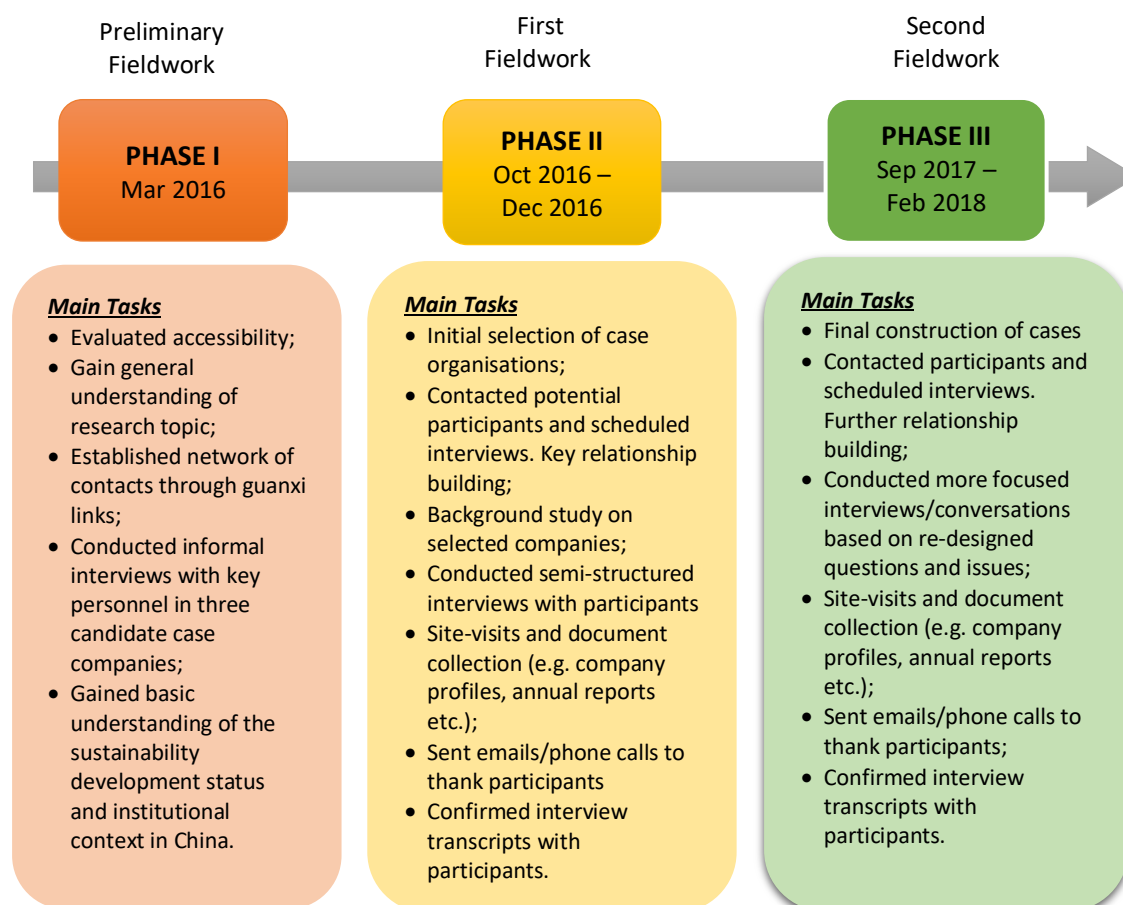 Preliminary
Fieldwork
First
Fieldwork
Second
Fieldwork
PHASE I
Mar 2016
PHASE II
Oct 2016 –
Dec 2016
PHASE III
Sep 2017 –
Feb 2018
Main Tasks
• Evaluated accessibility;
• Gain general
understanding of
research topic;
• Established network of
contacts through guanxi
links;
• Conducted informal
interviews with key
personnel in three
candidate case
companies;
• Gained basic
understanding of the
sustainability
development status
and institutional
context in China.
Main Tasks
• Initial selection of case
organisations;
• Contacted potential
participants and scheduled
interviews. Key relationship
building;
• Background study on
selected companies;
• Conducted semi-structured
interviews with participants
• Site-visits and document
collection (e.g. company
profiles, annual reports
etc.);
• Sent emails/phone calls to
thank participants
• Confirmed interview
transcripts with
participants.
Main Tasks
• Final construction of cases
• Contacted participants and
scheduled interviews.
Further relationship
building;
• Conducted more focused
interviews/conversations
based on re-designed
questions and issues;
• Site-visits and document
collection (e.g. company
profiles, annual reports
etc.);
• Sent emails/phone calls to
thank participants;
• Confirmed interview
transcripts with
participants.